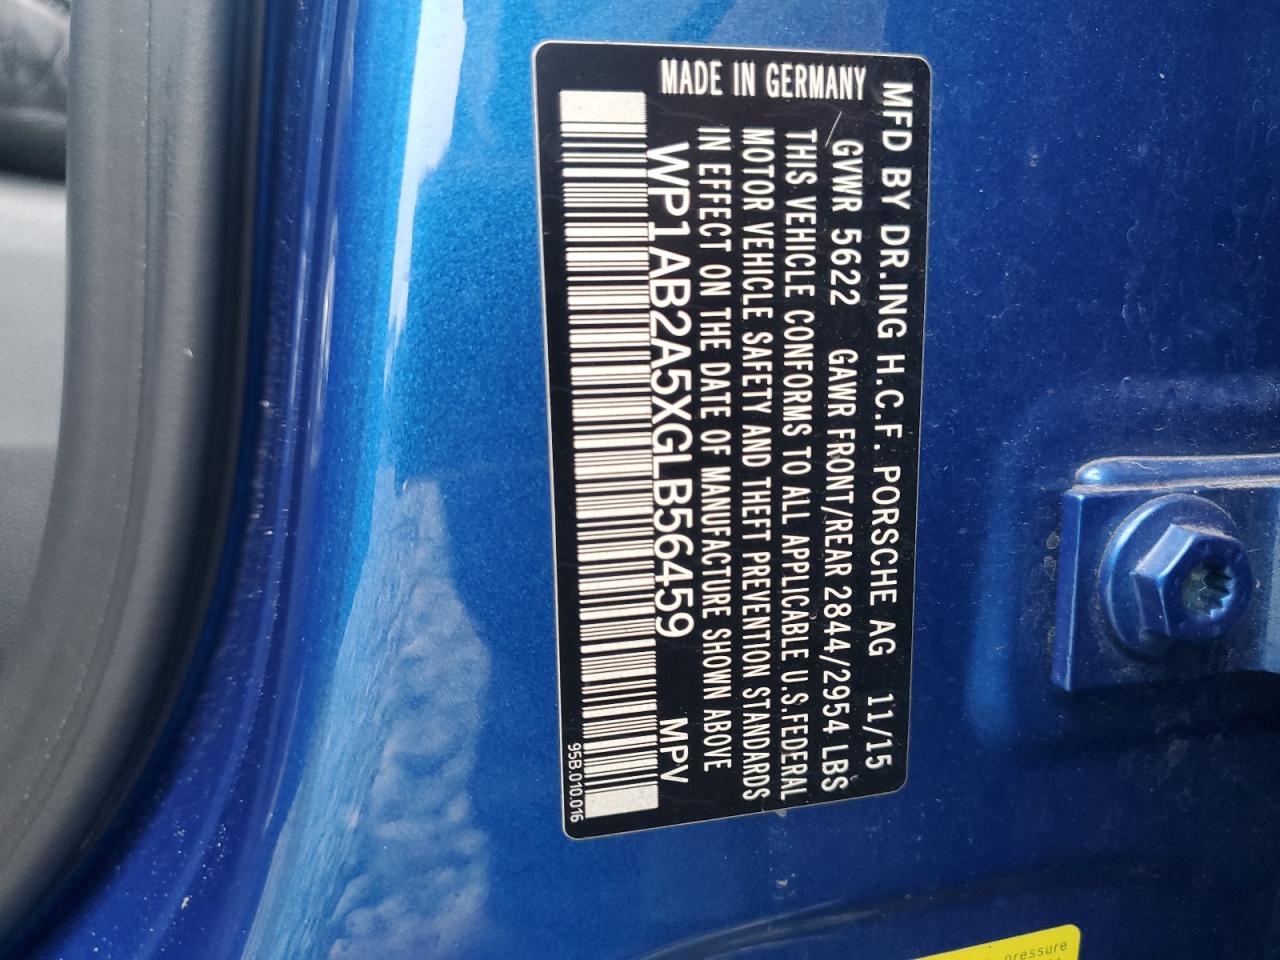 MFD BY DR.ING H.C.F. PORSCHE AG 11/15
GVWR 5622 GAWR FRONT/REAR 2844/2954 LBS
THIS VEHICLE CONFORMS TO ALL APPLICABLE U.S.FEDERAL
MOTOR VEHICLE SAFETY AND THEFT PREVENTION STANDARDS
IN EFFECT ON THE DATE OF MANUFACTURE SHOWN ABOVE
MADE IN GERMANY
WP1AB2A5XGLB56459 MPV
95B.010.016
pressure